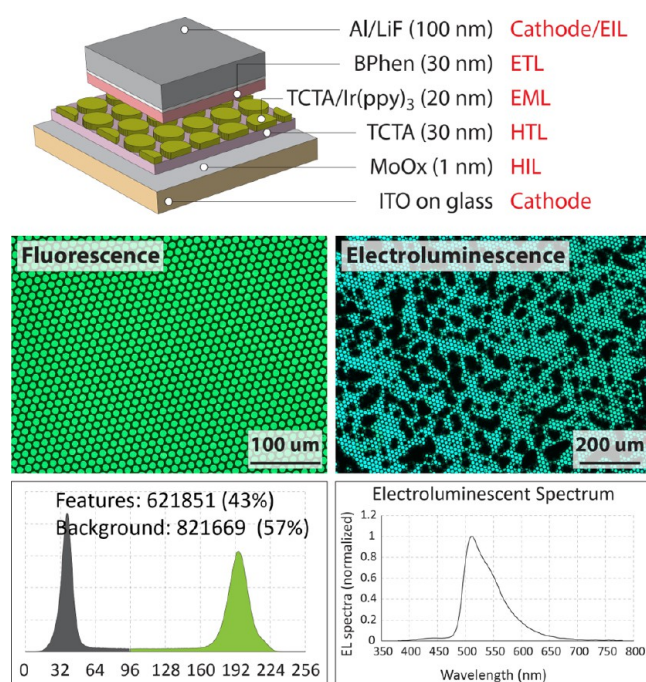 Al/LiF (100 nm) Cathode/EIL
BPhen (30 nm) ETL
TCTA/Ir(ppy)3 (20 nm) EML
TCTA (30 nm) HTL
MoOx (1 nm) HIL
ITO on glass Cathode
Fluorescence
100 um
Electroluminescence
200 um
Features: 621851 (43%)
Background: 821669 (57%)
0 32 64 96 128 160 192 224 256
Electroluminescent Spectrum
EL spectra (normalized)
1.2
1
0.8
0.6
0.4
0.2
0
350 400 450 500 550 600 650 700 750 800
Wavelength (nm)